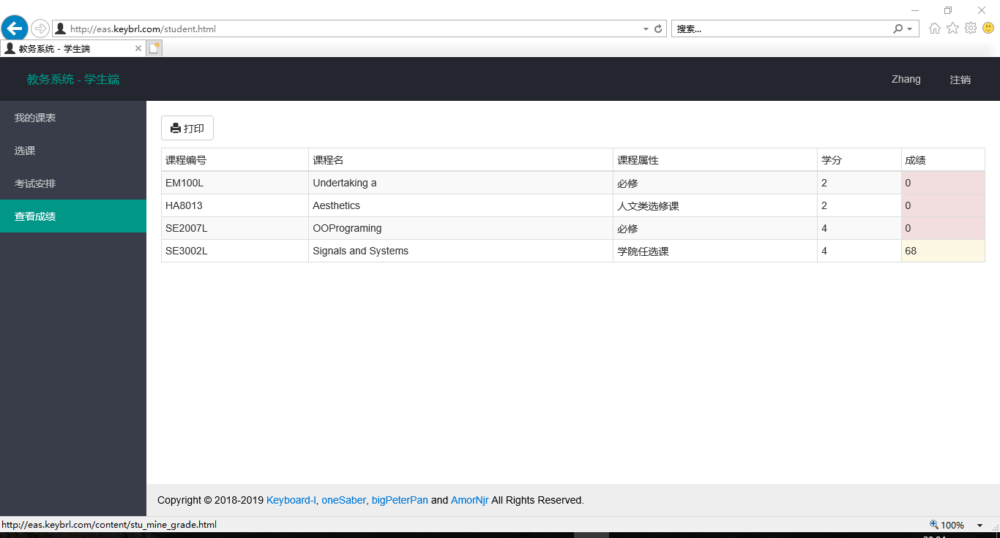 http://eas.keybrl.com/student.html
搜索...
教务系统 - 学生端
教务系统 - 学生端
Zhang 注销
我的课表
选课
考试安排
查看成绩
打印
课程编号 课程名 课程属性 学分 成绩
EM100L Undertaking a 必修 2 0
HA8013 Aesthetics 人文类选修课 2 0
SE2007L OOPrograming 必修 4 0
SE3002L Signals and Systems 学院任选课 4 68
Copyright © 2018-2019 Keyboard-l, oneSaber, bigPeterPan and AmorNjr All Rights Reserved.
http://eas.keybrl.com/content/stu_mine_grade.html
100%